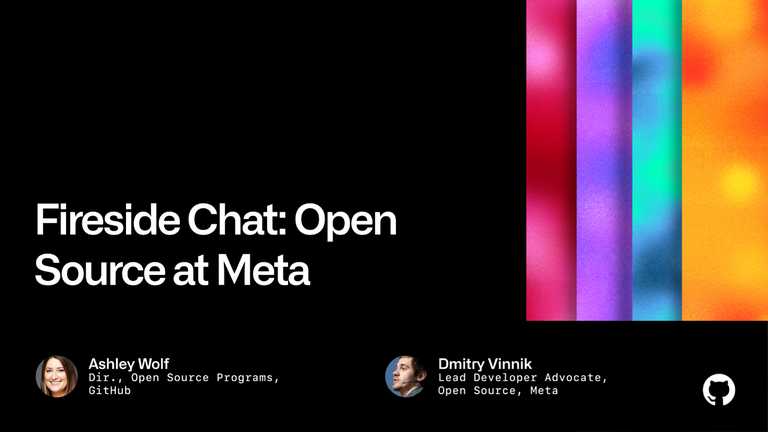 Fireside Chat: Open
Source at Meta
Ashley Wolf
Dir., Open Source Programs,
GitHub
Dmitry Vinnik
Lead Developer Advocate,
Open Source, Meta